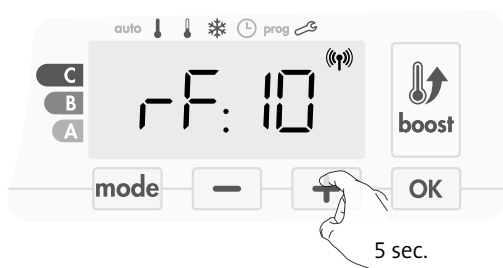 auto prog
C
B
A
rF: 10
boost
mode − + OK
5 sec.